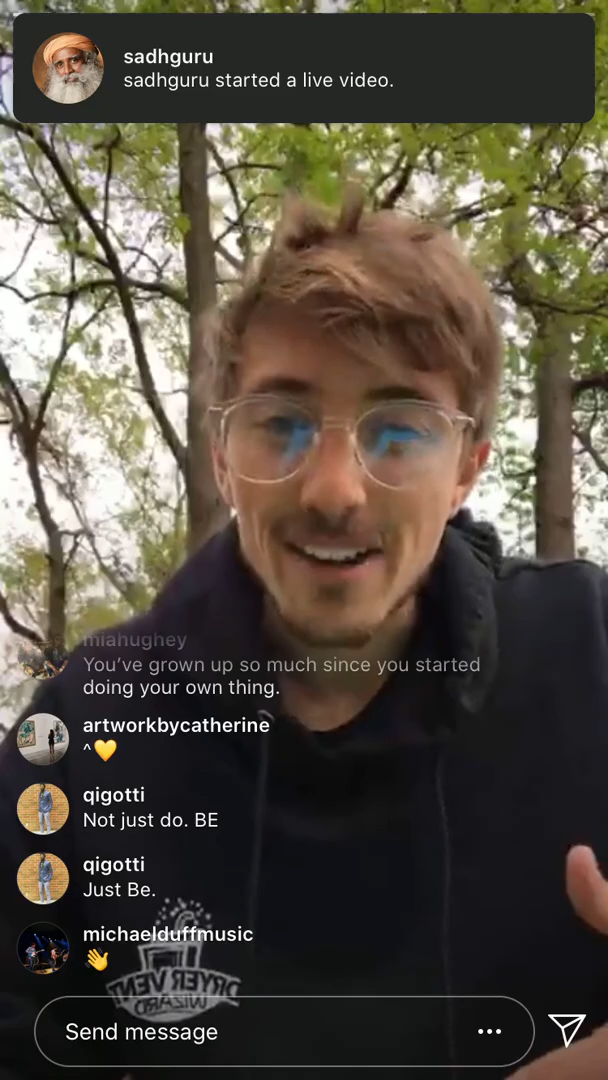 sadhguru
sadhguru started a live video.
miahughey
You’ve grown up so much since you started
doing your own thing.
artworkbycatherine
^💛
qigotti
Not just do. BE
qigotti
Just Be.
michaelduffmusic
👋
DRYER VENT
WIZARD
Send message